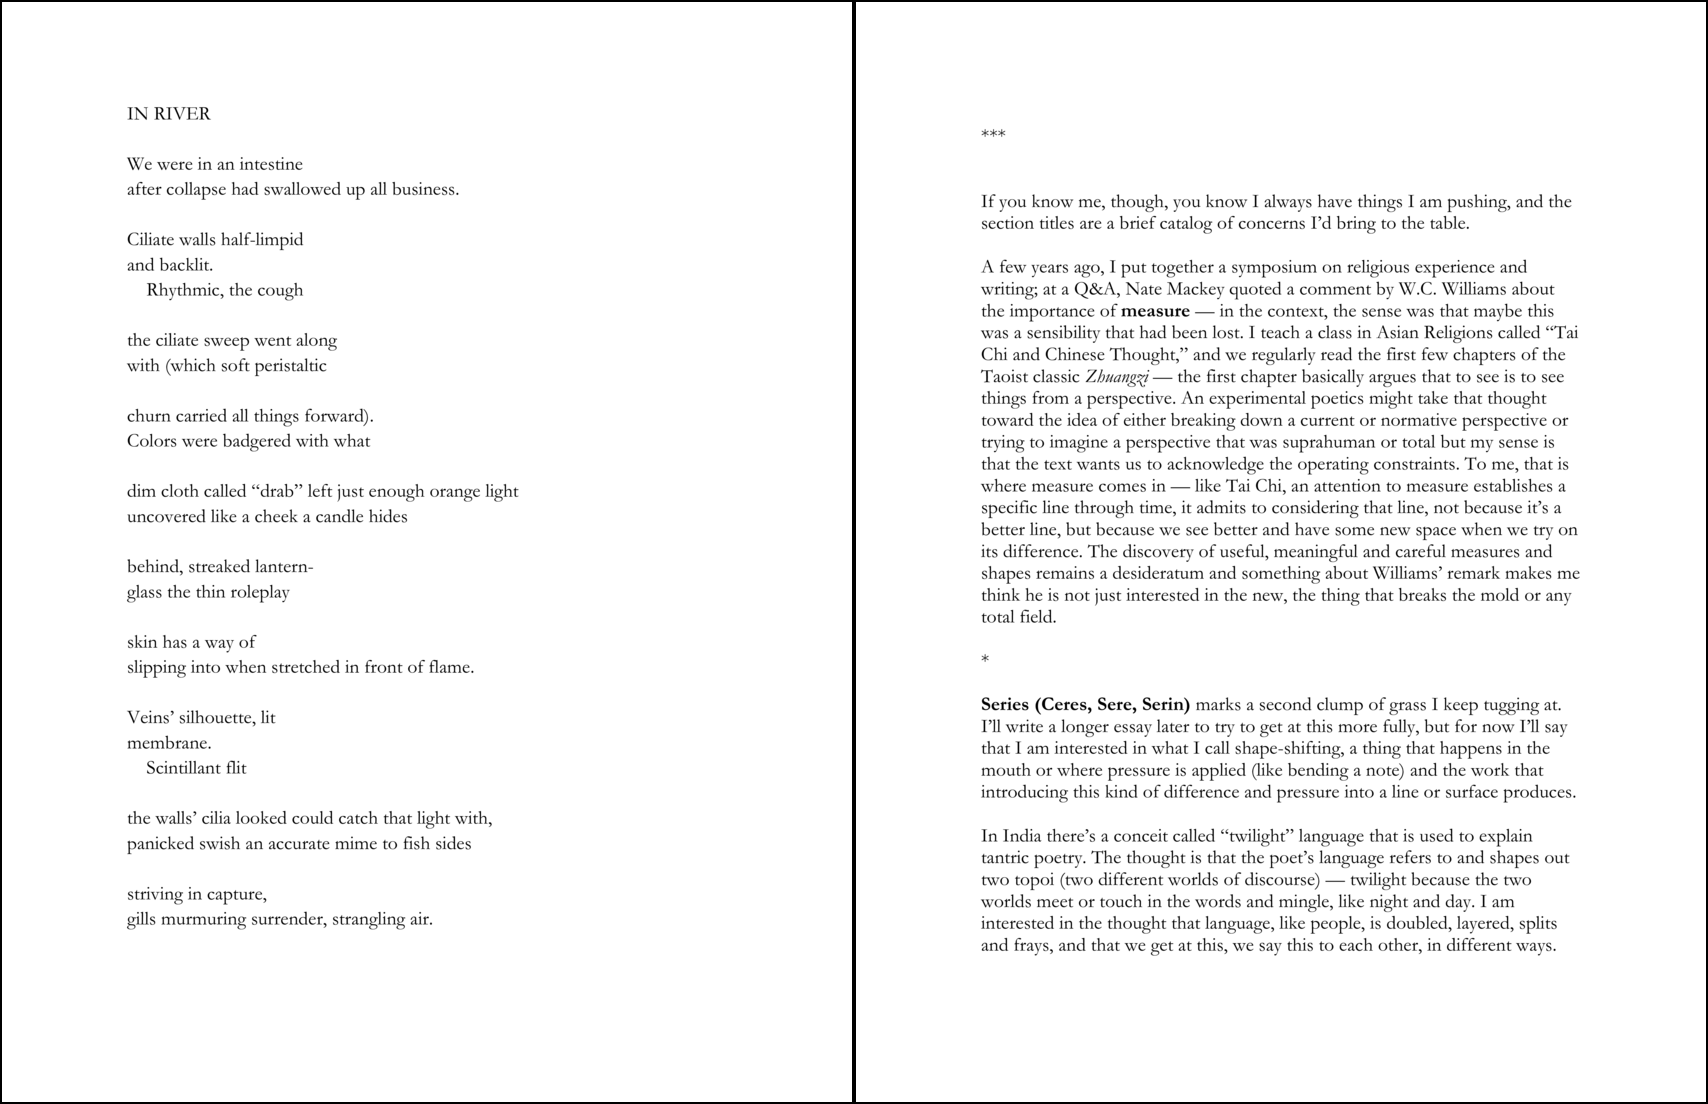 IN RIVER
We were in an intestine
after collapse had swallowed up all business.
Ciliate walls half-limpid
and backlit.
Rhythmic, the cough
the ciliate sweep went along
with (which soft peristaltic
churn carried all things forward).
Colors were badgered with what
dim cloth called “drab” left just enough orange light
uncovered like a cheek a candle hides
behind, streaked lantern-
glass the thin roleplay
skin has a way of
slipping into when stretched in front of flame.
Veins’ silhouette, lit
membrane.
Scintillant flit
the walls’ cilia looked could catch that light with,
panicked swish an accurate mime to fish sides
striving in capture,
gills murmuring surrender, strangling air.
***
If you know me, though, you know I always have things I am pushing, and the
section titles are a brief catalog of concerns I’d bring to the table.
A few years ago, I put together a symposium on religious experience and
writing; at a Q&A, Nate Mackey quoted a comment by W.C. Williams about
the importance of measure — in the context, the sense was that maybe this
was a sensibility that had been lost. I teach a class in Asian Religions called “Tai
Chi and Chinese Thought,” and we regularly read the first few chapters of the
Taoist classic Zhuangzi — the first chapter basically argues that to see is to see
things from a perspective. An experimental poetics might take that thought
toward the idea of either breaking down a current or normative perspective or
trying to imagine a perspective that was suprahuman or total but my sense is
that the text wants us to acknowledge the operating constraints. To me, that is
where measure comes in — like Tai Chi, an attention to measure establishes a
specific line through time, it admits to considering that line, not because it’s a
better line, but because we see better and have some new space when we try on
its difference. The discovery of useful, meaningful and careful measures and
shapes remains a desideratum and something about Williams’ remark makes me
think he is not just interested in the new, the thing that breaks the mold or any
total field.
*
Series (Ceres, Sere, Serin) marks a second clump of grass I keep tugging at.
I’ll write a longer essay later to try to get at this more fully, but for now I’ll say
that I am interested in what I call shape-shifting, a thing that happens in the
mouth or where pressure is applied (like bending a note) and the work that
introducing this kind of difference and pressure into a line or surface produces.
In India there’s a conceit called “twilight” language that is used to explain
tantric poetry. The thought is that the poet’s language refers to and shapes out
two topoi (two different worlds of discourse) — twilight because the two
worlds meet or touch in the words and mingle, like night and day. I am
interested in the thought that language, like people, is doubled, layered, splits
and frays, and that we get at this, we say this to each other, in different ways.